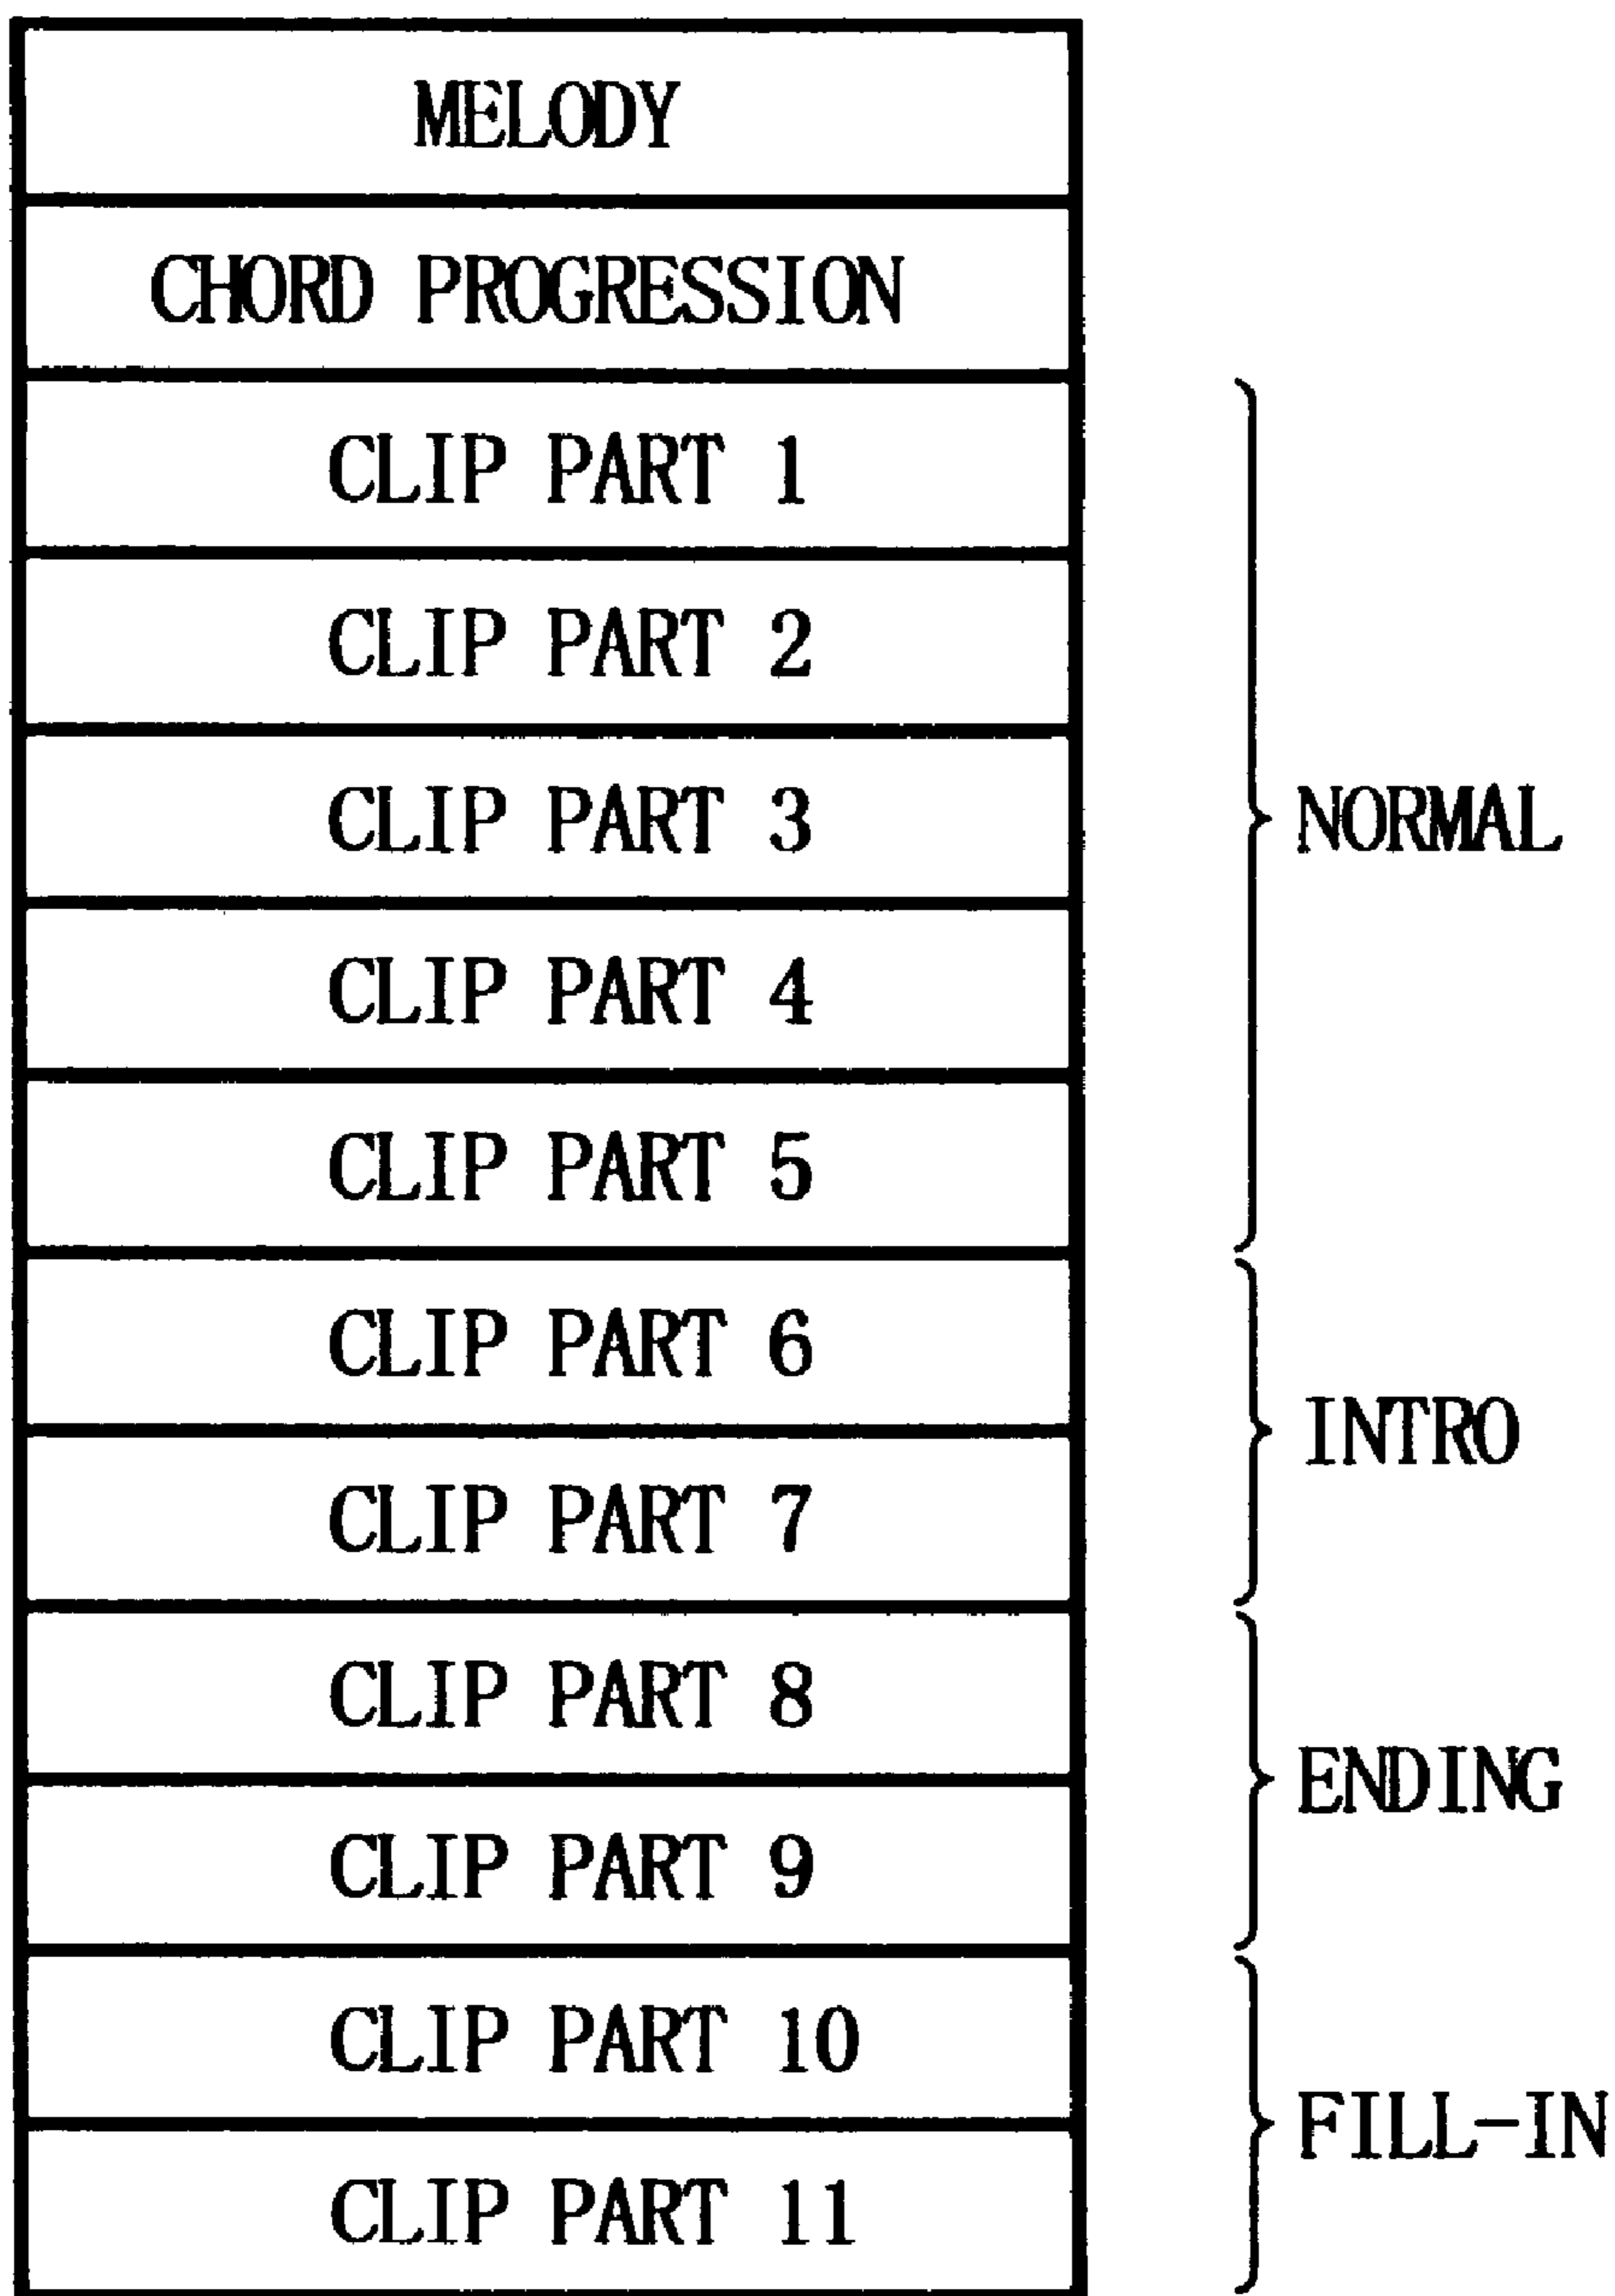 MELODY
CHORD PROGRESSION
CLIP PART 1
CLIP PART 2
CLIP PART 3
NORMAL
CLIP PART 4
CLIP PART 5
CLIP PART 6
INTRO
CLIP PART 7
CLIP PART 8
ENDING
CLIP PART 9
CLIP PART 10
FILL-IN
CLIP PART 11